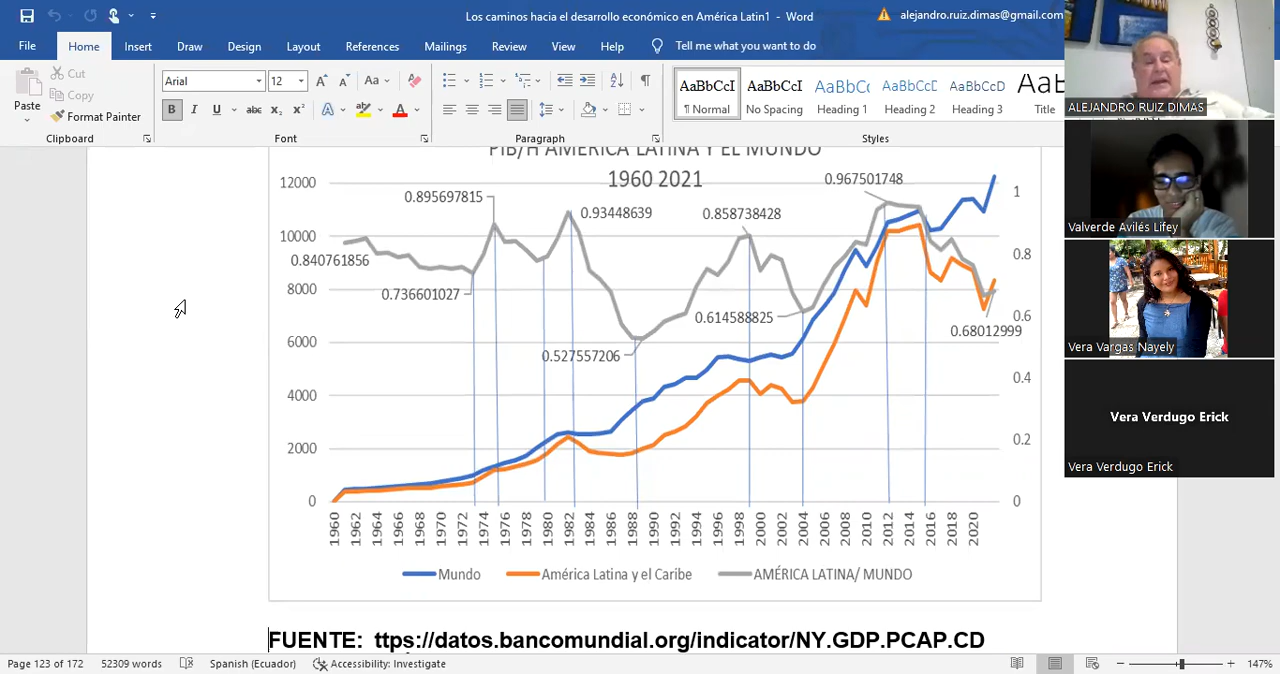 Los caminos hacia el desarrollo económico en América Latin1 - Word
alejandro.ruiz.dimas@gmail.com
File Home Insert Draw Design Layout References Mailings Review View Help Tell me what you want to do
Paste
Cut
Copy
Format Painter
Clipboard
Arial 12
Font
Paragraph
AaBbCcI AaBbCcI AaBbC AaBbCcD AaBbCcD AaB
¶ Normal No Spacing Heading 1 Heading 2 Heading 3 Title
Styles
ALEJANDRO RUIZ DIMAS
Valverde Avilés Lifey
Vera Vargas Nayely
Vera Verdugo Erick
Vera Verdugo Erick
PIB/H AMÉRICA LATINA Y EL MUNDO
1960 2021
12000
10000
8000
6000
4000
2000
0
1
0.8
0.6
0.4
0.2
0
0.840761856
0.736601027
0.895697815
0.93448639
0.527557206
0.858738428
0.614588825
0.967501748
0.68012999
1960 1962 1964 1966 1968 1970 1972 1974 1976 1978 1980 1982 1984 1986 1988 1990 1992 1994 1996 1998 2000 2002 2004 2006 2008 2010 2012 2014 2016 2018 2020
Mundo América Latina y el Caribe AMÉRICA LATINA/ MUNDO
FUENTE: ttps://datos.bancomundial.org/indicator/NY.GDP.PCAP.CD
Page 123 of 172 52309 words Spanish (Ecuador) Accessibility: Investigate 147%